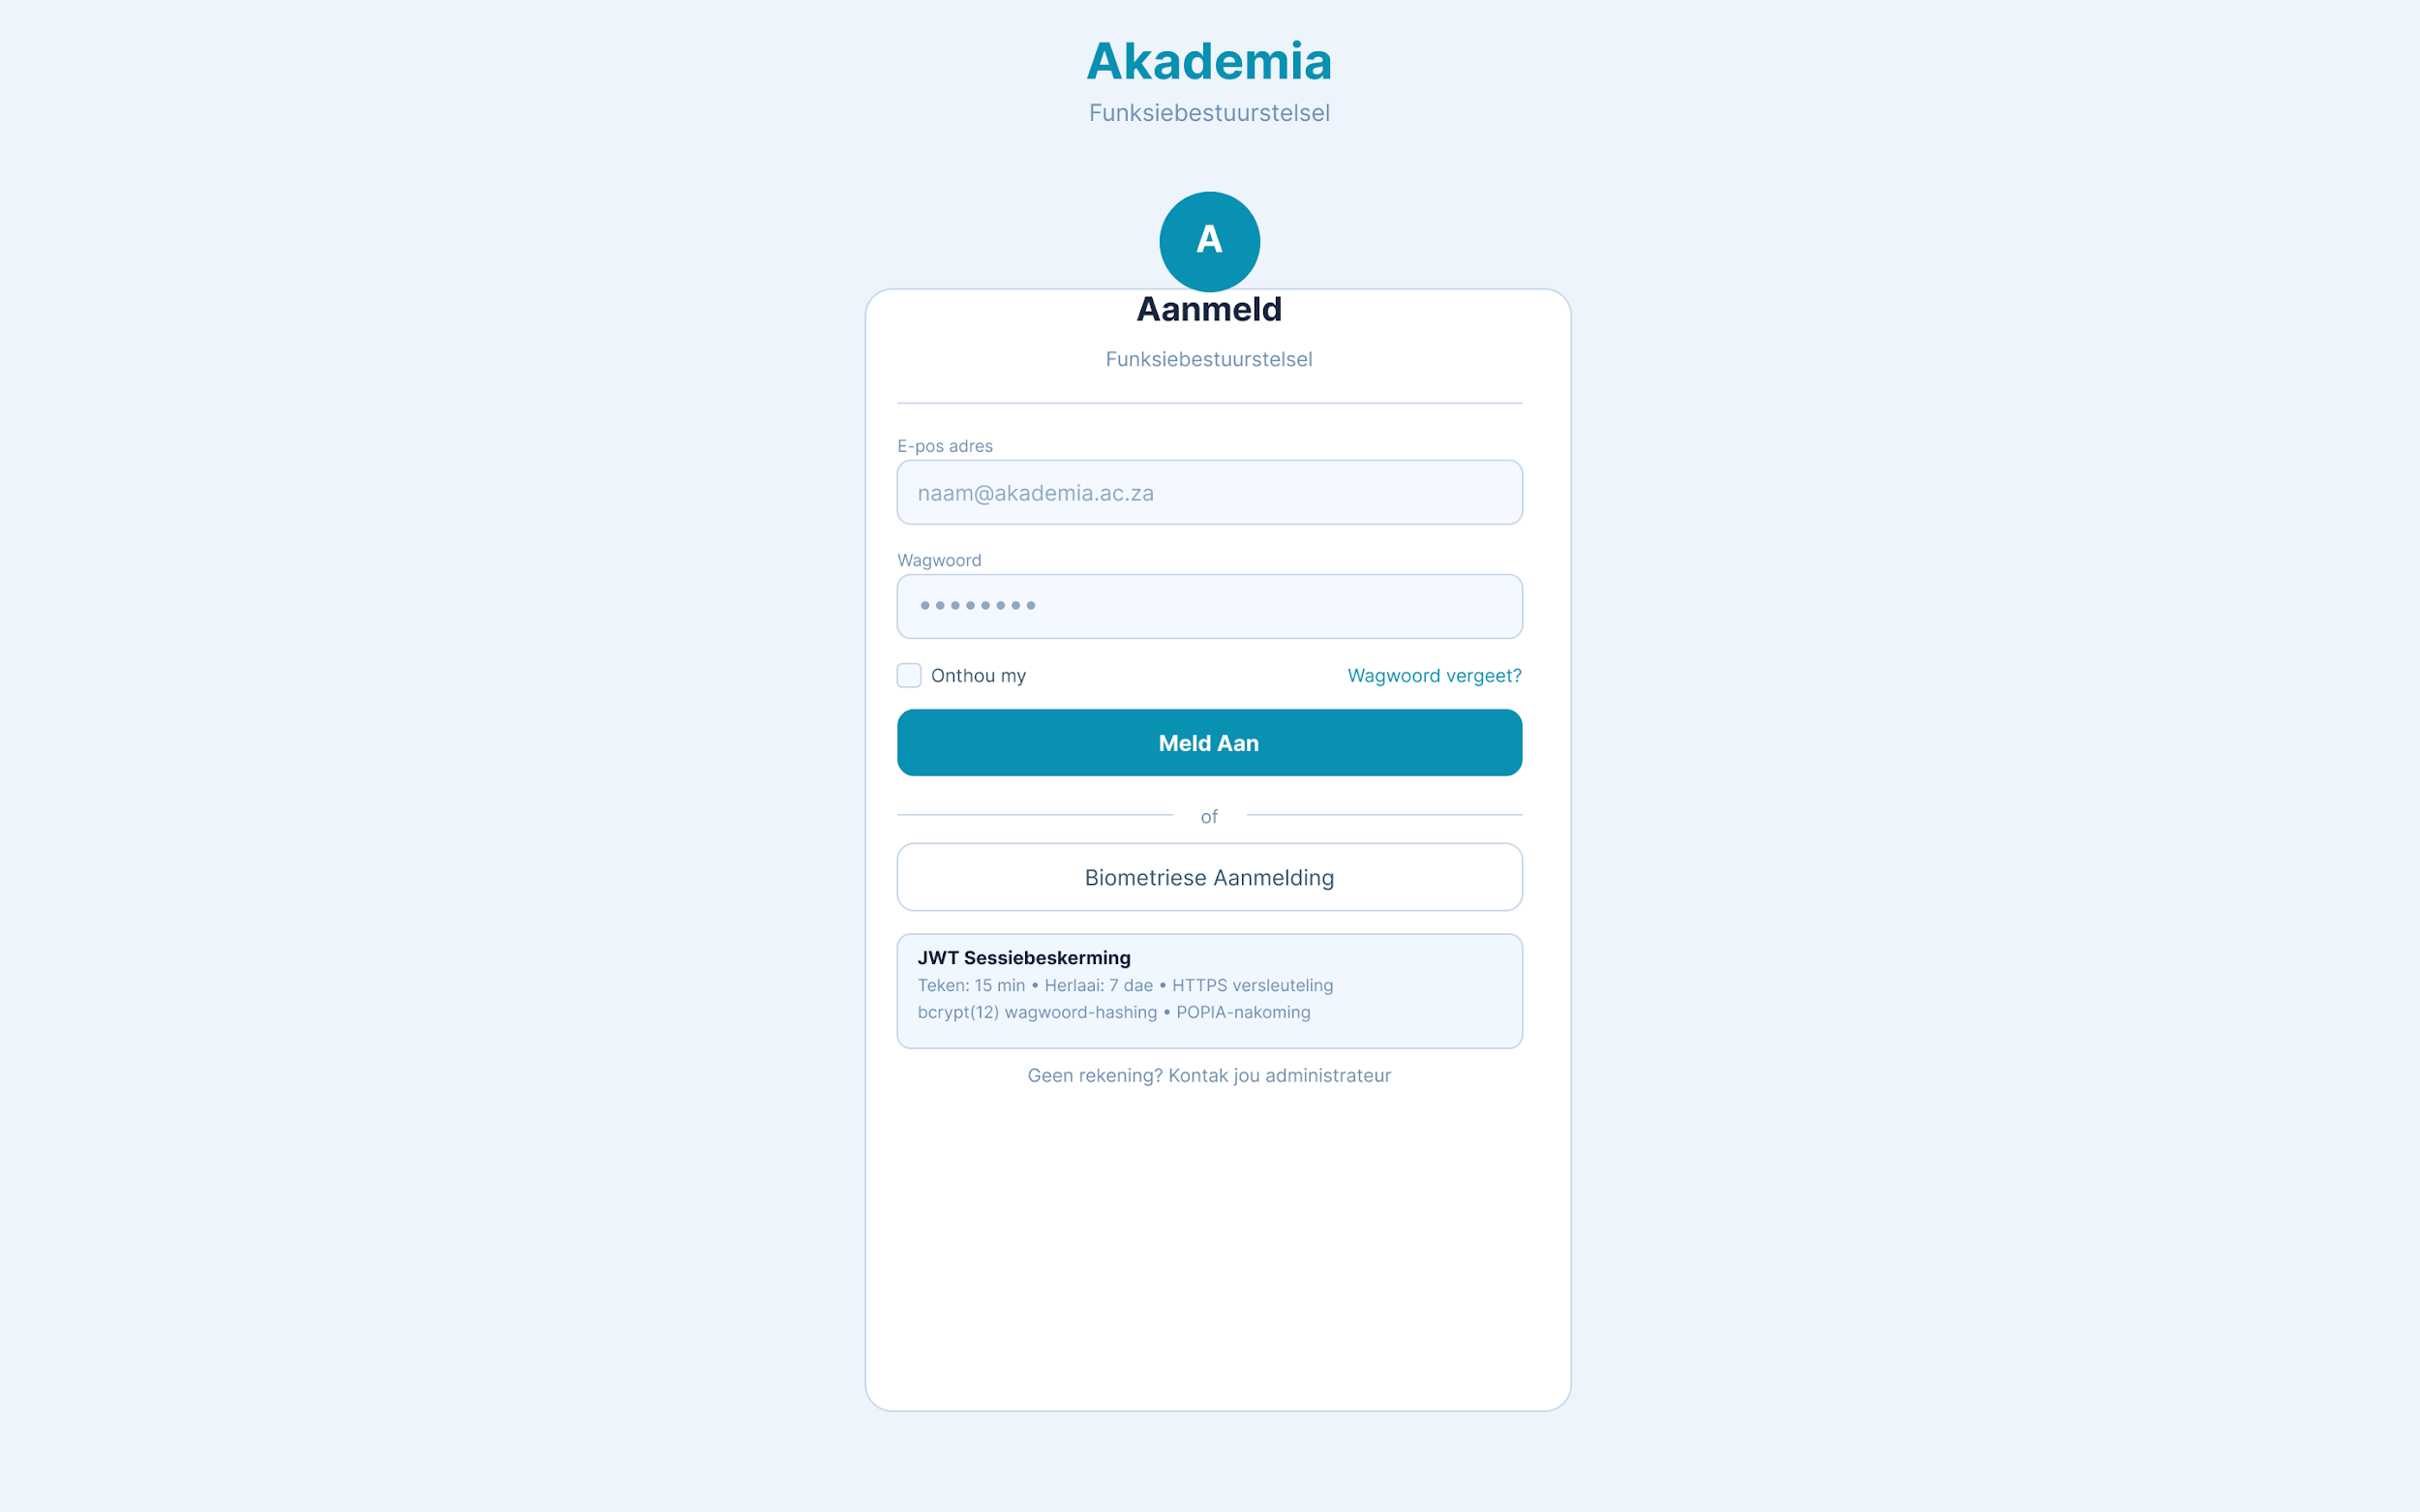 Akademia
Funksiebestuurstelsel
A
Aanmeld
Funksiebestuurstelsel
E-pos adres
naam@akademia.ac.za
Wagwoord
••••••••
Onthou my
Wagwoord vergeet?
Meld Aan
of
Biometriese Aanmelding
JWT Sessiebeskerming
Teken: 15 min • Herlaai: 7 dae • HTTPS versleuteling
bcrypt(12) wagwoord-hashing • POPIA-nakoming
Geen rekening? Kontak jou administrateur